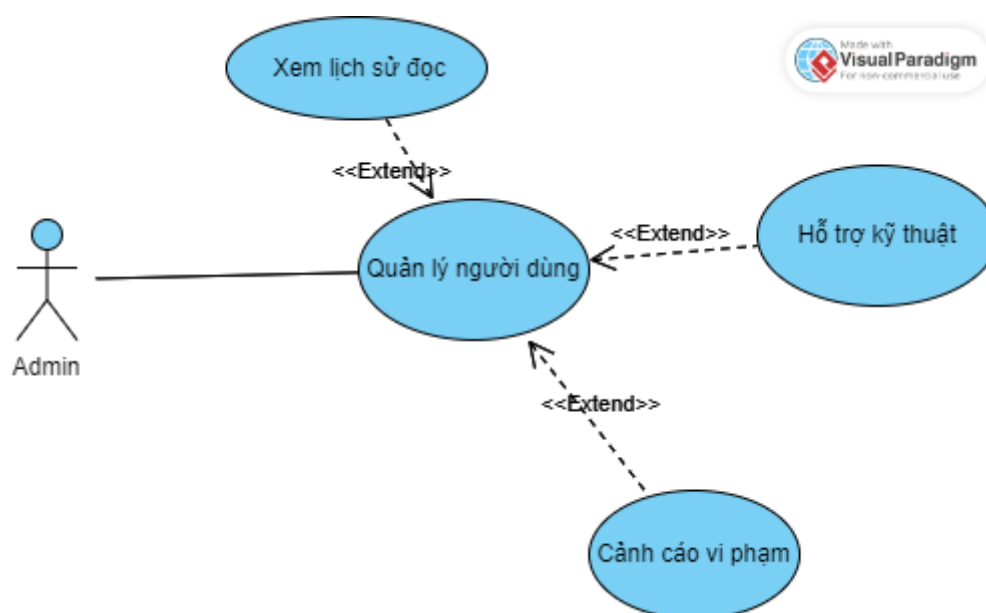 Xem lịch sử đọc
Made with
Visual Paradigm
For non-commercial use
<<Extend>>
Hỗ trợ kỹ thuật
<<Extend>>
Quản lý người dùng
Admin
<<Extend>>
Cảnh cáo vi phạm